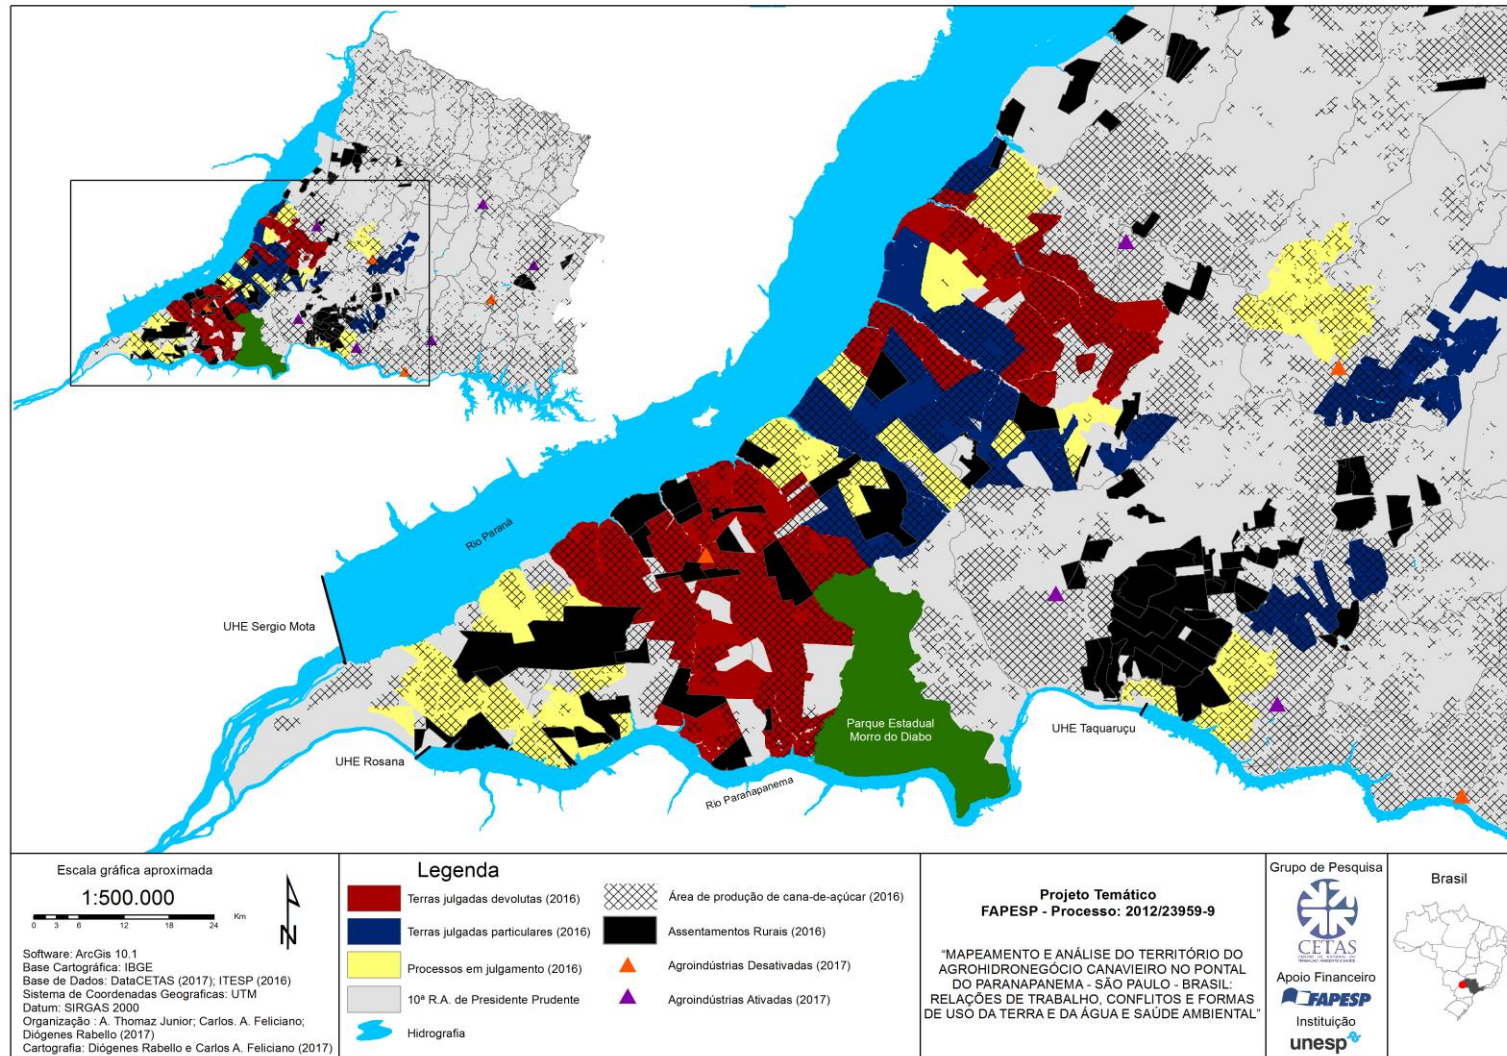 Rio Paraná
UHE Sergio Mota
UHE Rosana
Rio Paranapanema
Parque Estadual
Morro do Diabo
UHE Taquaruçu
Escala gráfica aproximada
1:500.000
0 3 6 12 18 24 Km
N
Software: ArcGis 10.1
Base Cartográfica: IBGE
Base de Dados: DataCETAS (2017); ITESP (2016)
Sistema de Coordenadas Geograficas: UTM
Datum: SIRGAS 2000
Organização : A. Thomaz Junior; Carlos. A. Feliciano;
Diógenes Rabello (2017)
Cartografia: Diógenes Rabello e Carlos A. Feliciano (2017)
Legenda
Terras julgadas devolutas (2016)
Terras julgadas particulares (2016)
Processos em julgamento (2016)
10ª R.A. de Presidente Prudente
Hidrografia
Área de produção de cana-de-açúcar (2016)
Assentamentos Rurais (2016)
Agroindústrias Desativadas (2017)
Agroindústrias Ativadas (2017)
Projeto Temático
FAPESP - Processo: 2012/23959-9
"MAPEAMENTO E ANÁLISE DO TERRITÓRIO DO
AGROHIDRONEGÓCIO CANAVIEIRO NO PONTAL
DO PARANAPANEMA - SÃO PAULO - BRASIL:
RELAÇÕES DE TRABALHO, CONFLITOS E FORMAS
DE USO DA TERRA E DA ÁGUA E SAÚDE AMBIENTAL"
Grupo de Pesquisa
CETAS
Apoio Financeiro
FAPESP
Instituição
unesp
Brasil